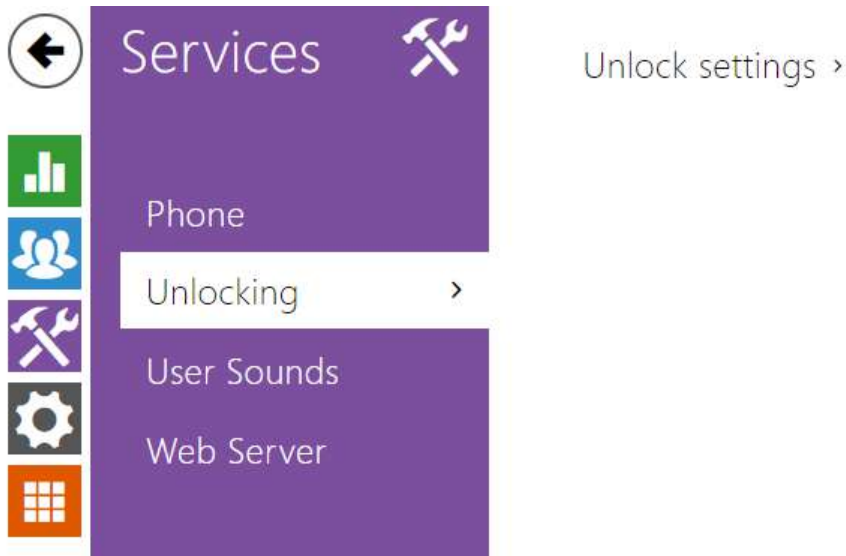 Services
Unlock settings ›
Phone
Unlocking ›
User Sounds
Web Server